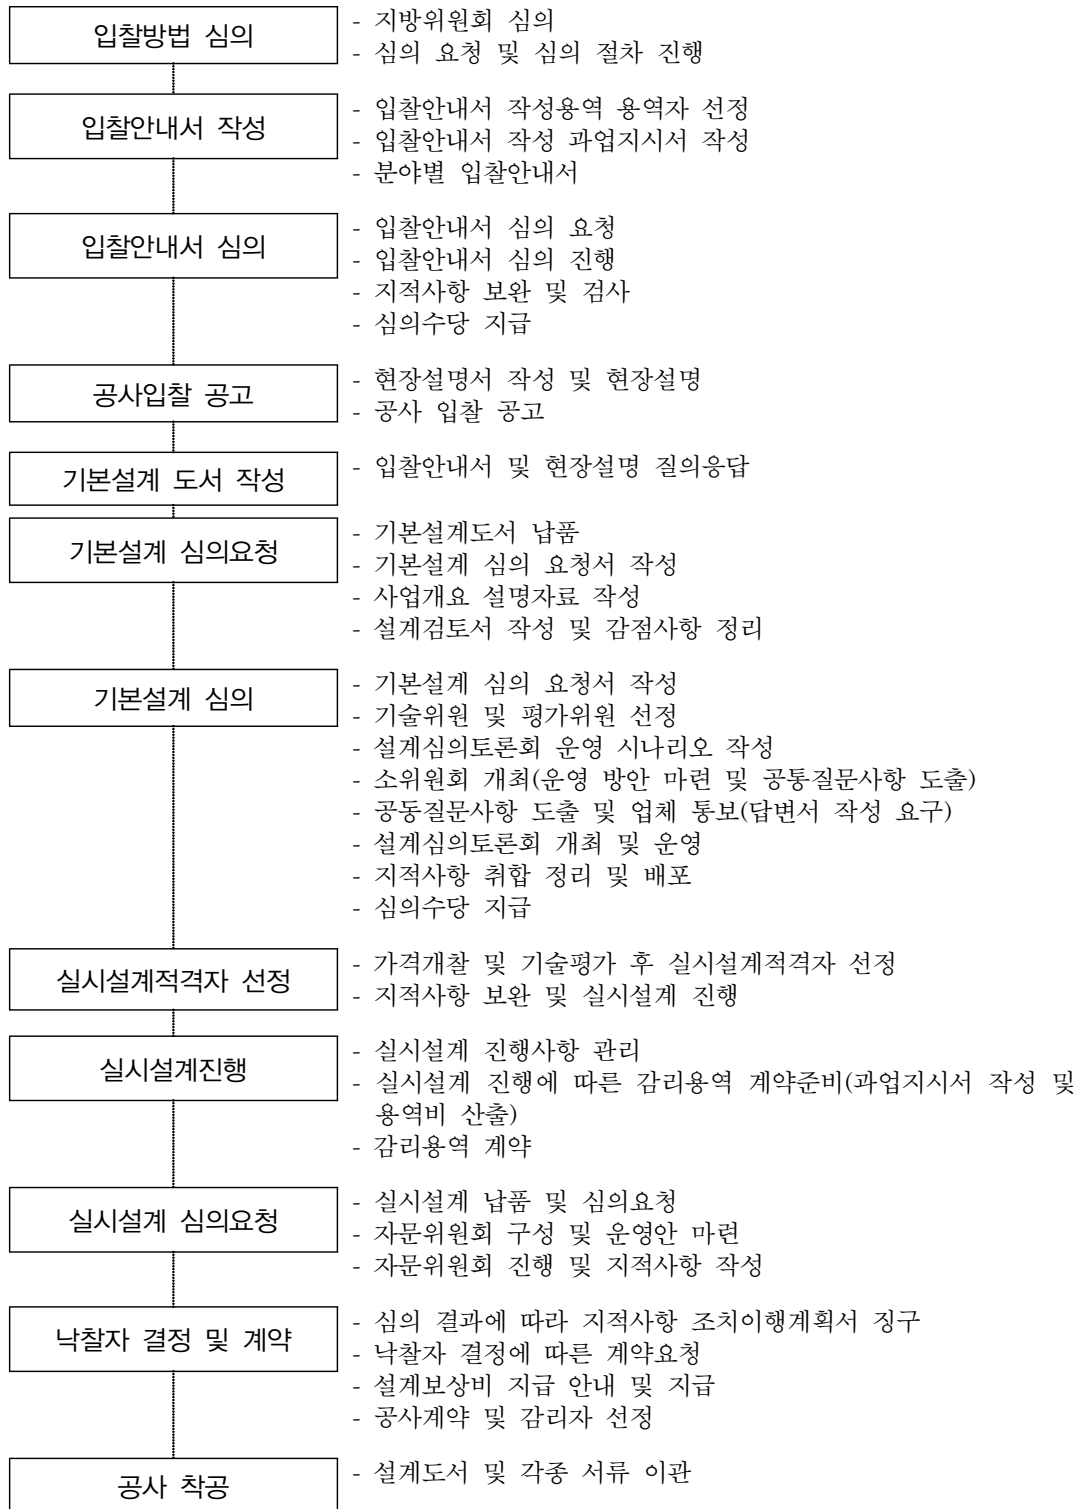 입찰방법 심의
- 지방위원회 심의
- 심의 요청 및 심의 절차 진행
입찰안내서 작성
- 입찰안내서 작성용역 용역자 선정
- 입찰안내서 작성 과업지시서 작성
- 분야별 입찰안내서
입찰안내서 심의
- 입찰안내서 심의 요청
- 입찰안내서 심의 진행
- 지적사항 보완 및 검사
- 심의수당 지급
공사입찰 공고
- 현장설명서 작성 및 현장설명
- 공사 입찰 공고
기본설계 도서 작성
- 입찰안내서 및 현장설명 질의응답
기본설계 심의요청
- 기본설계도서 납품
- 기본설계 심의 요청서 작성
- 사업개요 설명자료 작성
- 설계검토서 작성 및 감점사항 정리
기본설계 심의
- 기본설계 심의 요청서 작성
- 기술위원 및 평가위원 선정
- 설계심의토론회 운영 시나리오 작성
- 소위원회 개최(운영 방안 마련 및 공통질문사항 도출)
- 공동질문사항 도출 및 업체 통보(답변서 작성 요구)
- 설계심의토론회 개최 및 운영
- 지적사항 취합 정리 및 배포
- 심의수당 지급
실시설계적격자 선정
- 가격개찰 및 기술평가 후 실시설계적격자 선정
- 지적사항 보완 및 실시설계 진행
실시설계진행
- 실시설계 진행사항 관리
- 실시설계 진행에 따른 감리용역 계약준비(과업지시서 작성 및
용역비 산출)
- 감리용역 계약
실시설계 심의요청
- 실시설계 납품 및 심의요청
- 자문위원회 구성 및 운영안 마련
- 자문위원회 진행 및 지적사항 작성
낙찰자 결정 및 계약
- 심의 결과에 따라 지적사항 조치이행계획서 징구
- 낙찰자 결정에 따른 계약요청
- 설계보상비 지급 안내 및 지급
- 공사계약 및 감리자 선정
공사 착공
- 설계도서 및 각종 서류 이관